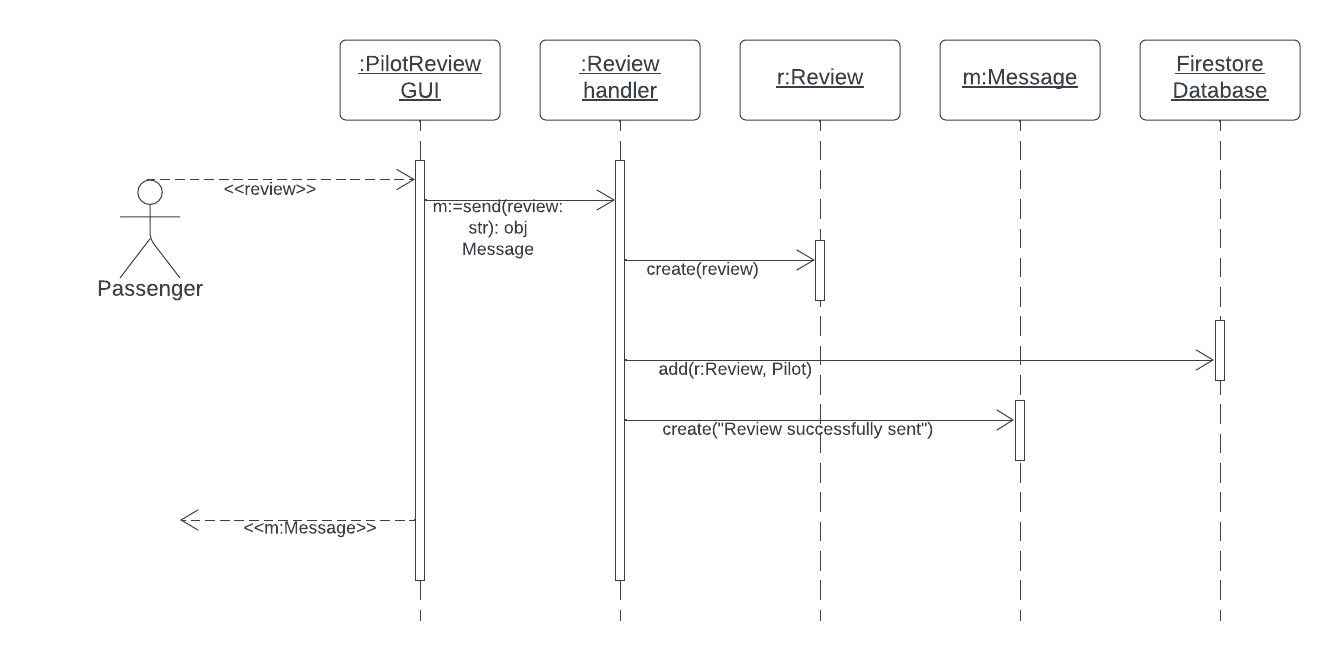 :PilotReview
GUI
:Review
handler
r:Review
m:Message
Firestore
Database
<<review>>
m:=send(review:
str): obj
Message
create(review)
Passenger
add(r:Review, Pilot)
create("Review successfully sent")
<<m:Message>>